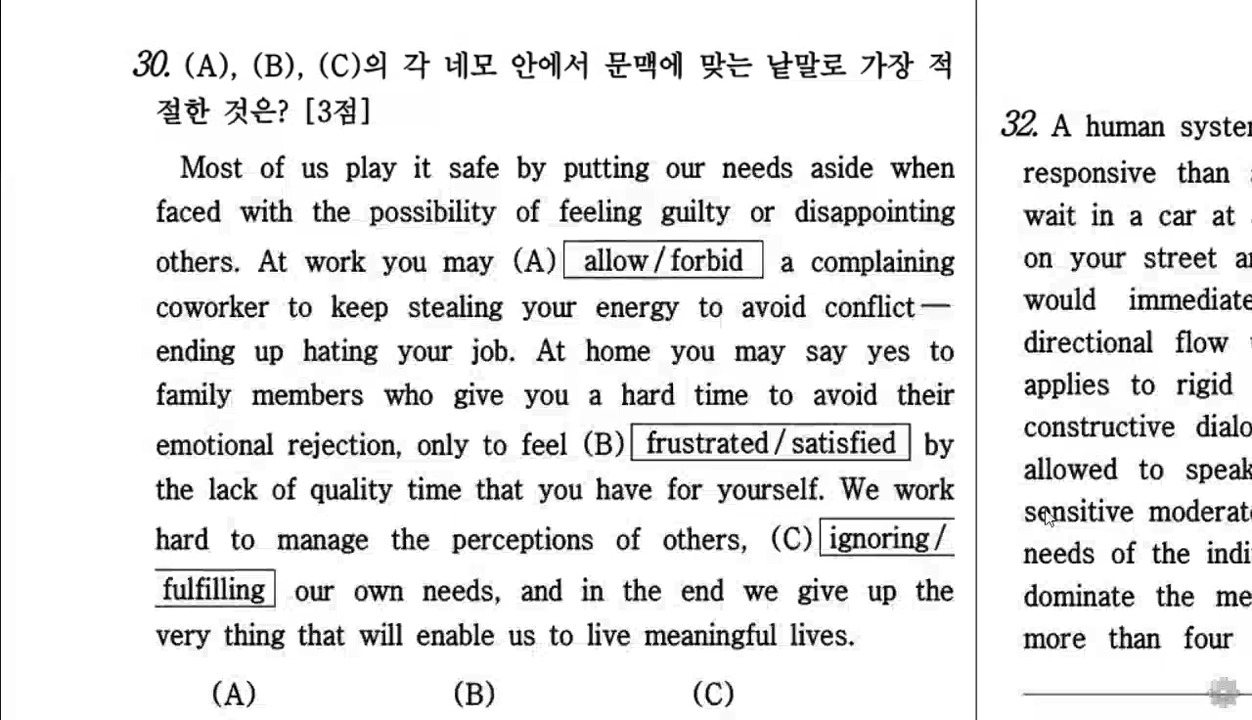 30. (A), (B), (C)의 각 네모 안에서 문맥에 맞는 낱말로 가장 적
절한 것은? [3점]
Most of us play it safe by putting our needs aside when
faced with the possibility of feeling guilty or disappointing
others. At work you may (A) allow / forbid a complaining
coworker to keep stealing your energy to avoid conflict—
ending up hating your job. At home you may say yes to
family members who give you a hard time to avoid their
emotional rejection, only to feel (B) frustrated / satisfied by
the lack of quality time that you have for yourself. We work
hard to manage the perceptions of others, (C) ignoring /
fulfilling our own needs, and in the end we give up the
very thing that will enable us to live meaningful lives.
(A) (B) (C)
32. A human
responsive than
wait in a car at
on your street
would
directional flow
applies to rigid
constructive
allowed to
sensitive
needs of the
dominate the
more than four